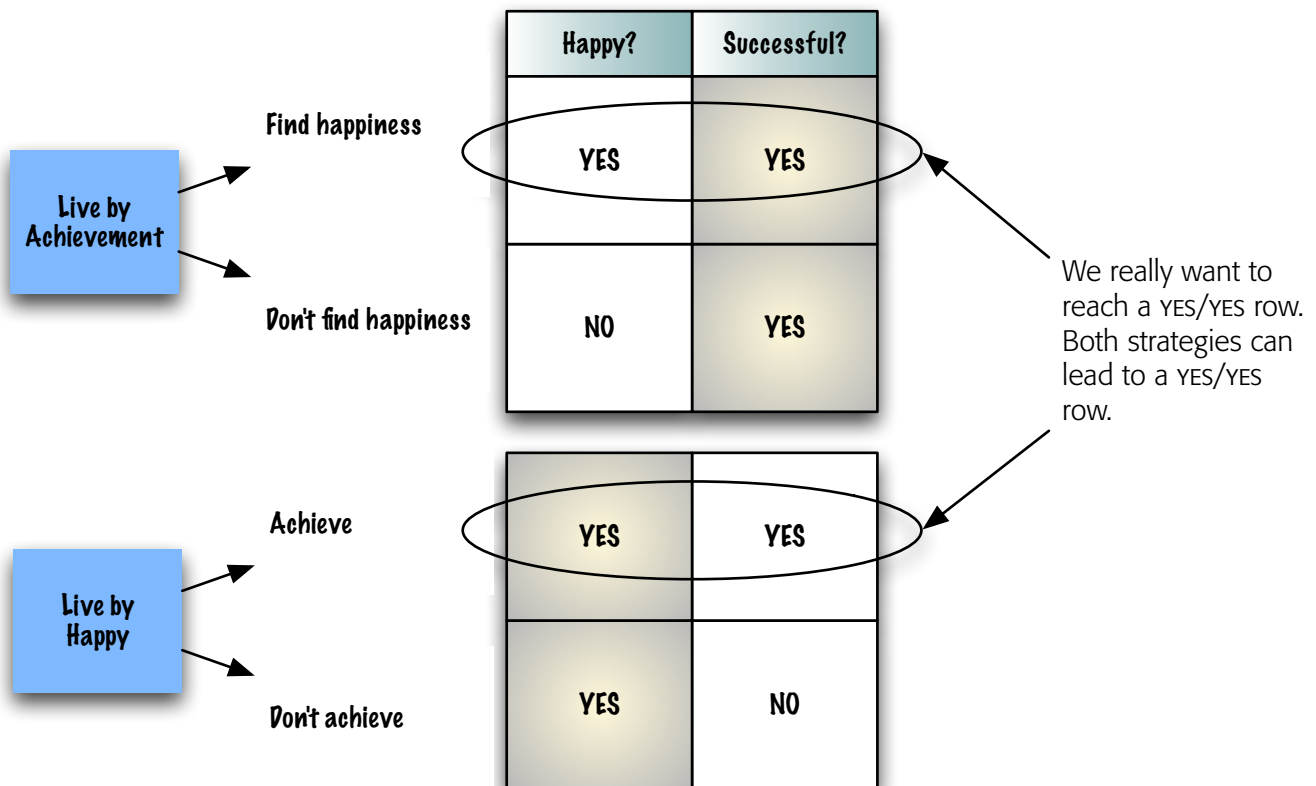 Happy? Successful?
Find happiness
YES YES
Live by
Achievement
Don't find happiness
NO YES
We really want to
reach a YES/YES row.
Both strategies can
lead to a YES/YES
row.
Achieve
YES YES
Live by
Happy
Don't achieve
YES NO